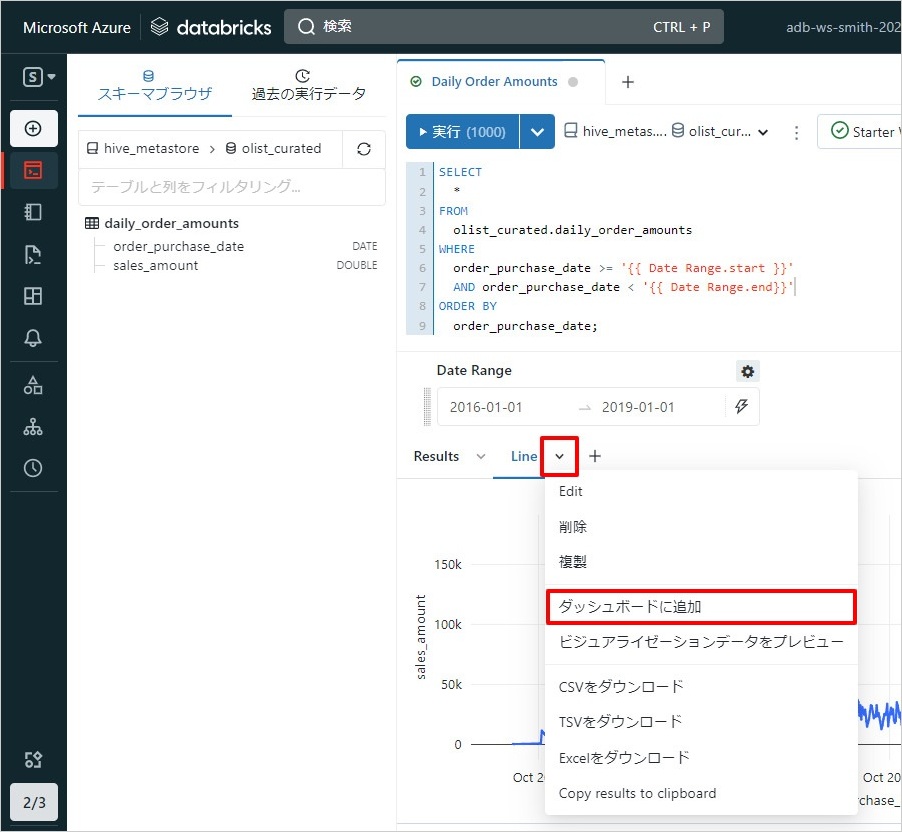 Microsoft Azure databricks 検索 CTRL + P adb-ws-smith-202
S
スキーマブラウザ 過去の実行データ
hive_metastore > olist_curated
テーブルと列をフィルタリング...
daily_order_amounts
order_purchase_date DATE
sales_amount DOUBLE
2/3
Daily Order Amounts
実行 (1000) hive_metas.... olist_cur... Starter
1 SELECT
2 *
3 FROM
4 olist_curated.daily_order_amounts
5 WHERE
6 order_purchase_date >= '{{ Date Range.start }}'
7 AND order_purchase_date < '{{ Date Range.end}}'
8 ORDER BY
9 order_purchase_date;
Date Range
2016-01-01 → 2019-01-01
Results Line
Edit
削除
複製
ダッシュボードに追加
ビジュアライゼーションデータをプレビュー
CSVをダウンロード
TSVをダウンロード
Excelをダウンロード
Copy results to clipboard
sales_amount
150k
100k
50k
0
Oct 20 Oct 20
rchase_